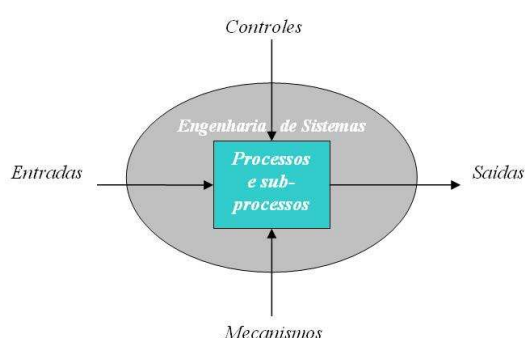 Controles
Engenharia de Sistemas
Processos
e sub-
processos
Entradas
Saídas
Mecanismos